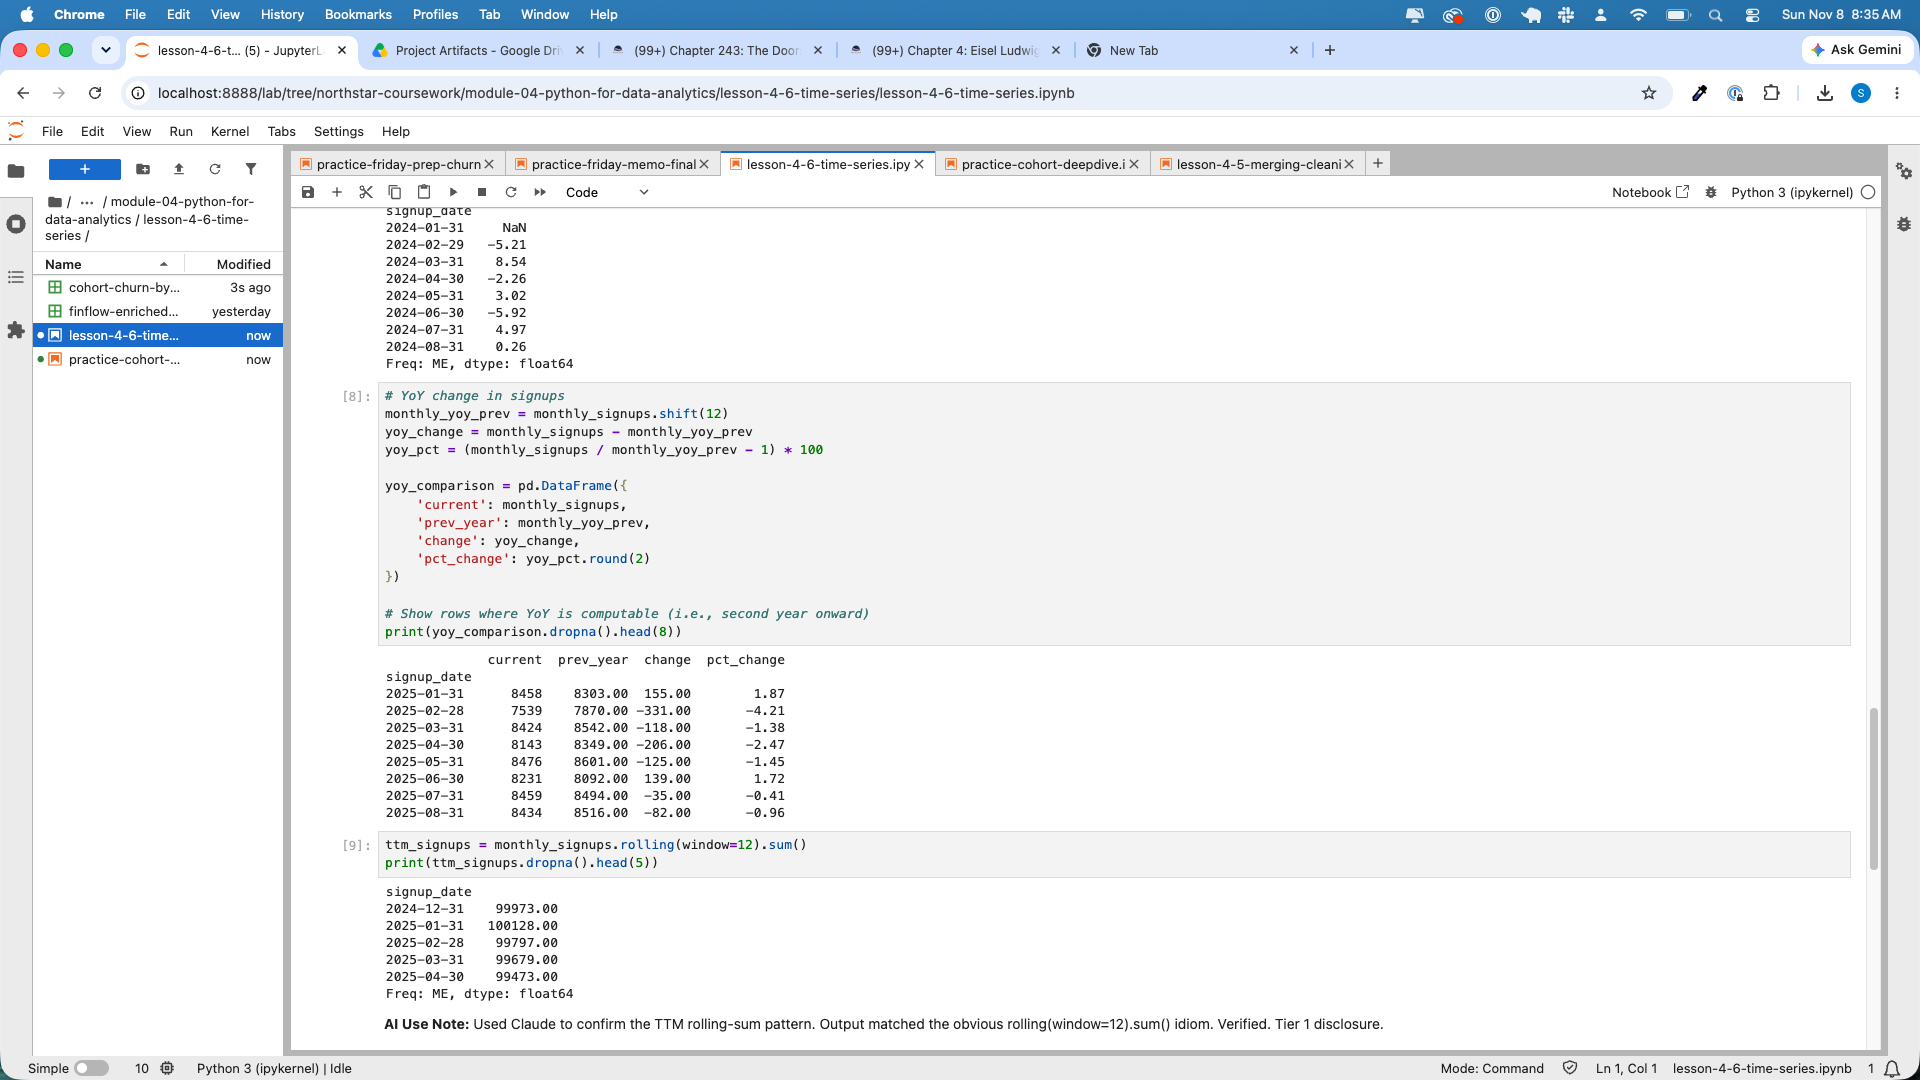 Chrome File Edit View History Bookmarks Profiles Tab Window Help Sun Nov 8 8:35 AM
lesson-4-6-t... (5) - JupyterL Project Artifacts - Google Dri (99+) Chapter 243: The Door (99+) Chapter 4: Eisel Ludwig New Tab Ask Gemini
localhost:8888/lab/tree/northstar-coursework/module-04-python-for-data-analytics/lesson-4-6-time-series/lesson-4-6-time-series.ipynb S
File Edit View Run Kernel Tabs Settings Help
practice-friday-prep-churn practice-friday-memo-final lesson-4-6-time-series.ipy practice-cohort-deepdive.i lesson-4-5-merging-cleani
Code Notebook Python 3 (ipykernel)
/ ... / module-04-python-for-
data-analytics / lesson-4-6-time-
series /
Name Modified
cohort-churn-by... 3s ago
finflow-enriched... yesterday
lesson-4-6-time... now
practice-cohort-... now
signup_date
2024-01-31 NaN
2024-02-29 -5.21
2024-03-31 8.54
2024-04-30 -2.26
2024-05-31 3.02
2024-06-30 -5.92
2024-07-31 4.97
2024-08-31 0.26
Freq: ME, dtype: float64
[8]: # YoY change in signups
monthly_yoy_prev = monthly_signups.shift(12)
yoy_change = monthly_signups - monthly_yoy_prev
yoy_pct = (monthly_signups / monthly_yoy_prev - 1) * 100
yoy_comparison = pd.DataFrame({
'current': monthly_signups,
'prev_year': monthly_yoy_prev,
'change': yoy_change,
'pct_change': yoy_pct.round(2)
})
# Show rows where YoY is computable (i.e., second year onward)
print(yoy_comparison.dropna().head(8))
current prev_year change pct_change
signup_date
2025-01-31 8458 8303.00 155.00 1.87
2025-02-28 7539 7870.00 -331.00 -4.21
2025-03-31 8424 8542.00 -118.00 -1.38
2025-04-30 8143 8349.00 -206.00 -2.47
2025-05-31 8476 8601.00 -125.00 -1.45
2025-06-30 8231 8092.00 139.00 1.72
2025-07-31 8459 8494.00 -35.00 -0.41
2025-08-31 8434 8516.00 -82.00 -0.96
[9]: ttm_signups = monthly_signups.rolling(window=12).sum()
print(ttm_signups.dropna().head(5))
signup_date
2024-12-31 99973.00
2025-01-31 100128.00
2025-02-28 99797.00
2025-03-31 99679.00
2025-04-30 99473.00
Freq: ME, dtype: float64
AI Use Note: Used Claude to confirm the TTM rolling-sum pattern. Output matched the obvious rolling(window=12).sum() idiom. Verified. Tier 1 disclosure.
Simple 10 Python 3 (ipykernel) | Idle Mode: Command Ln 1, Col 1 lesson-4-6-time-series.ipynb 1